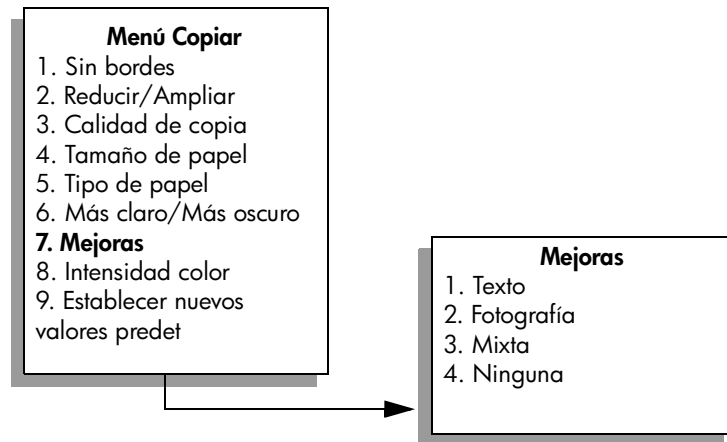 Menú Copiar
1. Sin bordes
2. Reducir/Ampliar
3. Calidad de copia
4. Tamaño de papel
5. Tipo de papel
6. Más claro/Más oscuro
7. Mejoras
8. Intensidad color
9. Establecer nuevos
valores predet
Mejoras
1. Texto
2. Fotografía
3. Mixta
4. Ninguna